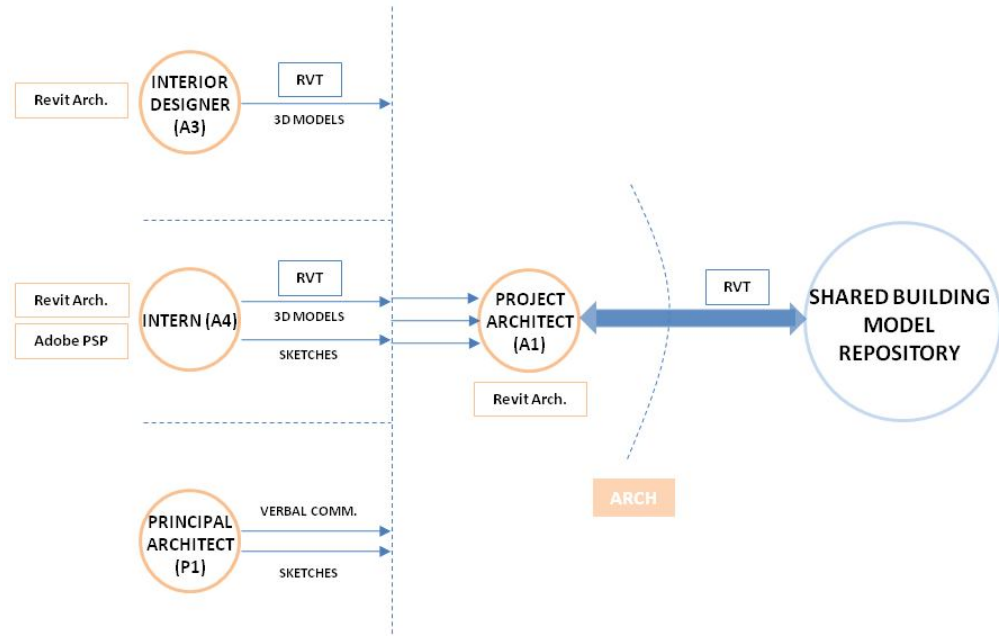 Revit Arch.
INTERIOR
DESIGNER
(A3)
RVT
3D MODELS
Revit Arch.
Adobe PSP
INTERN (A4)
RVT
3D MODELS
SKETCHES
PROJECT
ARCHITECT
(A1)
Revit Arch.
RVT
SHARED BUILDING
MODEL
REPOSITORY
ARCH
PRINCIPAL
ARCHITECT
(P1)
VERBAL COMM.
SKETCHES